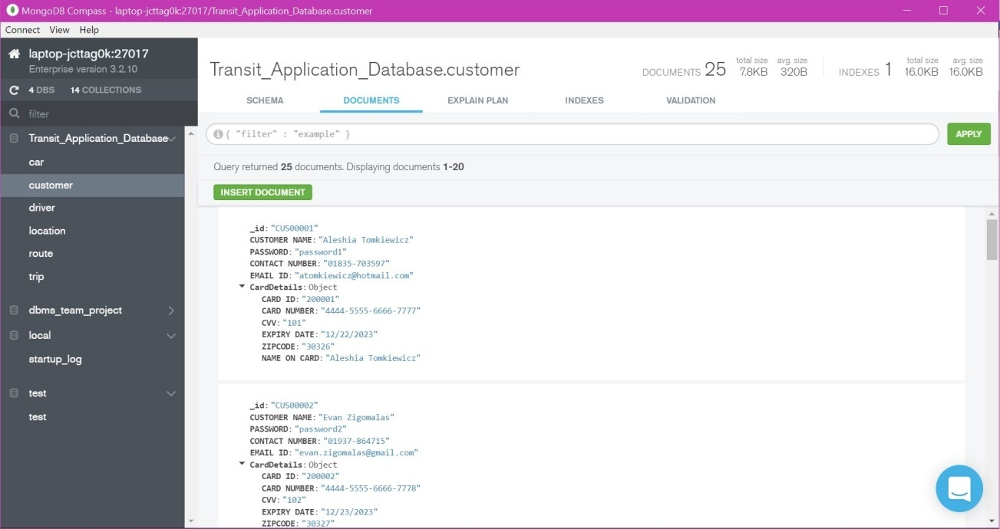 MongoDB Compass - laptop-jcttag0k:27017/Transit_Application_Database.customer
Connect View Help
laptop-jcttag0k:27017
Enterprise version 3.2.10
4 DBS 14 COLLECTIONS
filter
Transit_Application_Database
car
customer
driver
location
route
trip
dbms_team_project
local
startup_log
test
test
Transit_Application_Database.customer
DOCUMENTS 25 total size 7.8KB avg. size 320B
INDEXES 1 total size 16.0KB avg. size 16.0KB
SCHEMA DOCUMENTS EXPLAIN PLAN INDEXES VALIDATION
{ "filter" : "example" }
APPLY
Query returned 25 documents. Displaying documents 1-20
INSERT DOCUMENT
_id: "CUS00001"
CUSTOMER NAME: "Aleshia Tomkiewicz"
PASSWORD: "password1"
CONTACT NUMBER: "01835-703597"
EMAIL ID: "atomkiewicz@hotmail.com"
CardDetails: Object
CARD ID: "200001"
CARD NUMBER: "4444-5555-6666-7777"
CVV: "101"
EXPIRY DATE: "12/22/2023"
ZIPCODE: "30326"
NAME ON CARD: "Aleshia Tomkiewicz"
_id: "CUS00002"
CUSTOMER NAME: "Evan Zigomalas"
PASSWORD: "password2"
CONTACT NUMBER: "01937-864715"
EMAIL ID: "evan.zigomalas@gmail.com"
CardDetails: Object
CARD ID: "200002"
CARD NUMBER: "4444-5555-6666-7778"
CVV: "102"
EXPIRY DATE: "12/23/2023"
ZIPCODE: "30327"